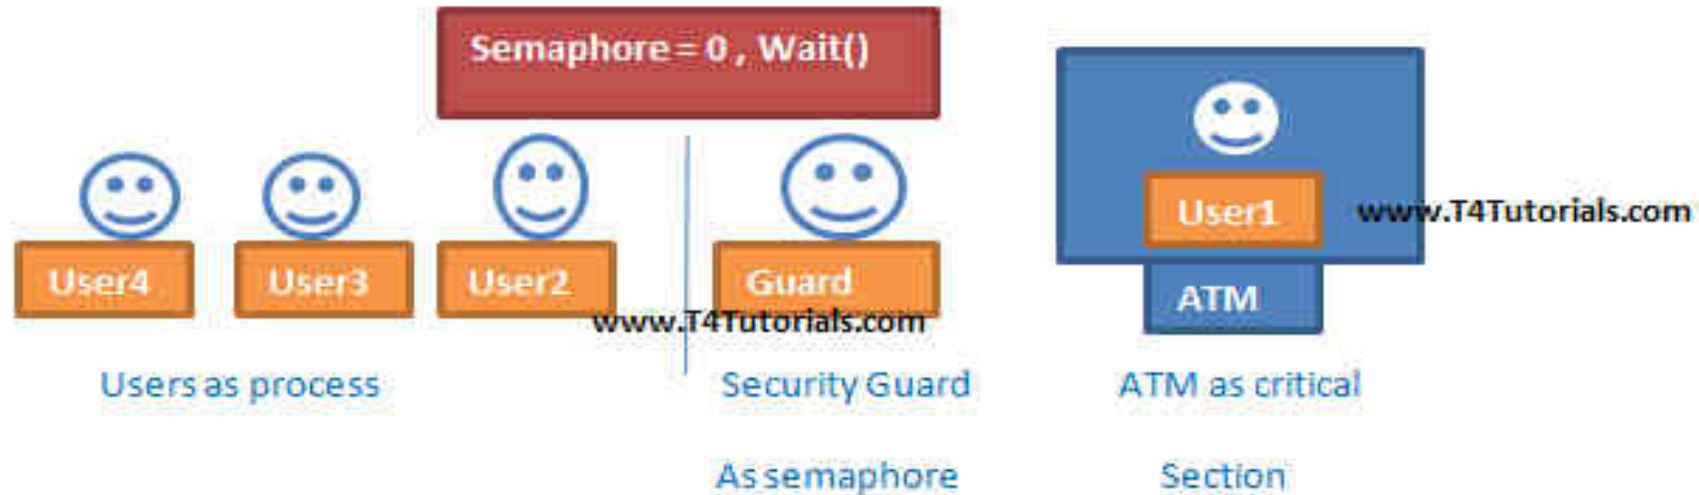 Semaphore = 0 , Wait()
User4
User3
User2
Guard
User1
ATM
www.T4Tutorials.com
www.T4Tutorials.com
Users as process
Security Guard
As semaphore
ATM as critical
Section